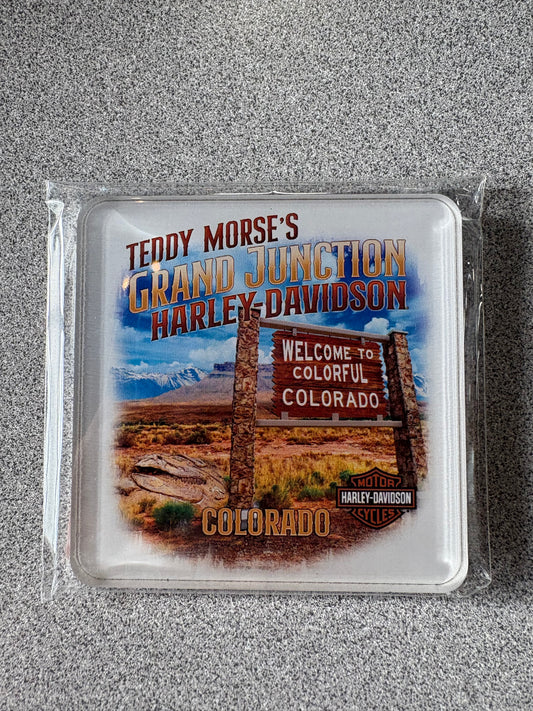 TEDDY MORSE'S
GRAND JUNCTION
HARLEY-DAVIDSON
WELCOME TO
COLORFUL
COLORADO
MOTOR
HARLEY-DAVIDSON
CYCLES
COLORADO